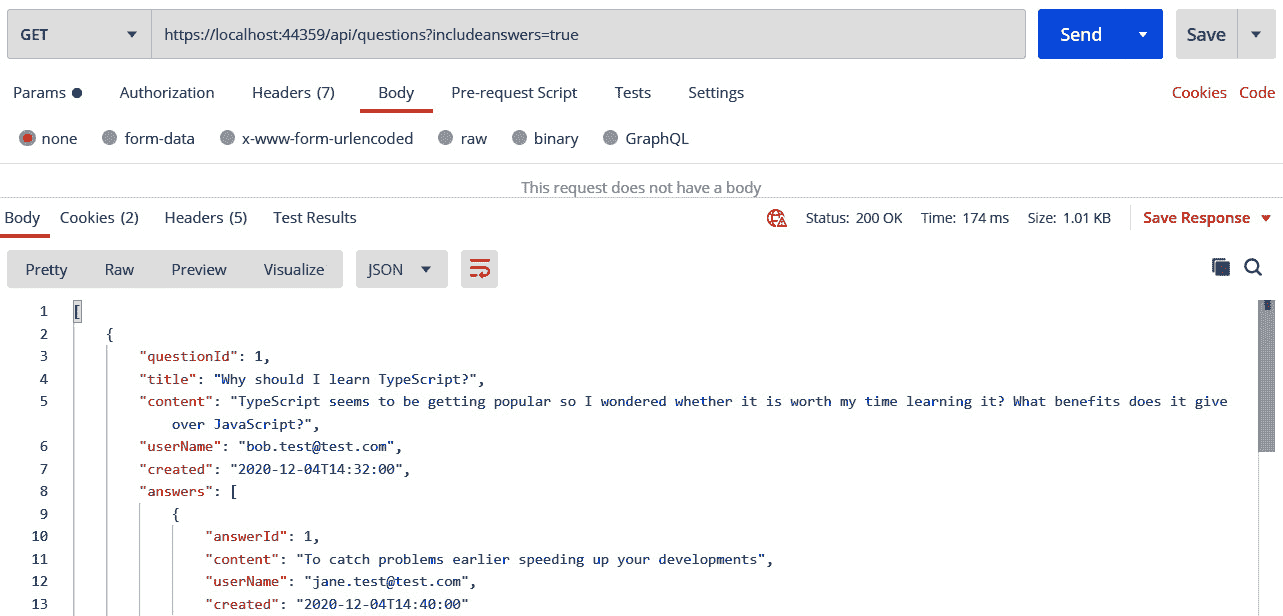 GET https://localhost:44359/api/questions?includeanswers=true Send Save
Params Authorization Headers (7) Body Pre-request Script Tests Settings Cookies Code
none form-data x-www-form-urlencoded raw binary GraphQL
This request does not have a body
Body Cookies (2) Headers (5) Test Results Status: 200 OK Time: 174 ms Size: 1.01 KB Save Response
Pretty Raw Preview Visualize JSON
1 [
2 {
3 "questionId": 1,
4 "title": "Why should I learn TypeScript?",
5 "content": "TypeScript seems to be getting popular so I wondered whether it is worth my time learning it? What benefits does it give
over JavaScript?",
6 "userName": "bob.test@test.com",
7 "created": "2020-12-04T14:32:00",
8 "answers": [
9 {
10 "answerId": 1,
11 "content": "To catch problems earlier speeding up your developments",
12 "userName": "jane.test@test.com",
13 "created": "2020-12-04T14:40:00"